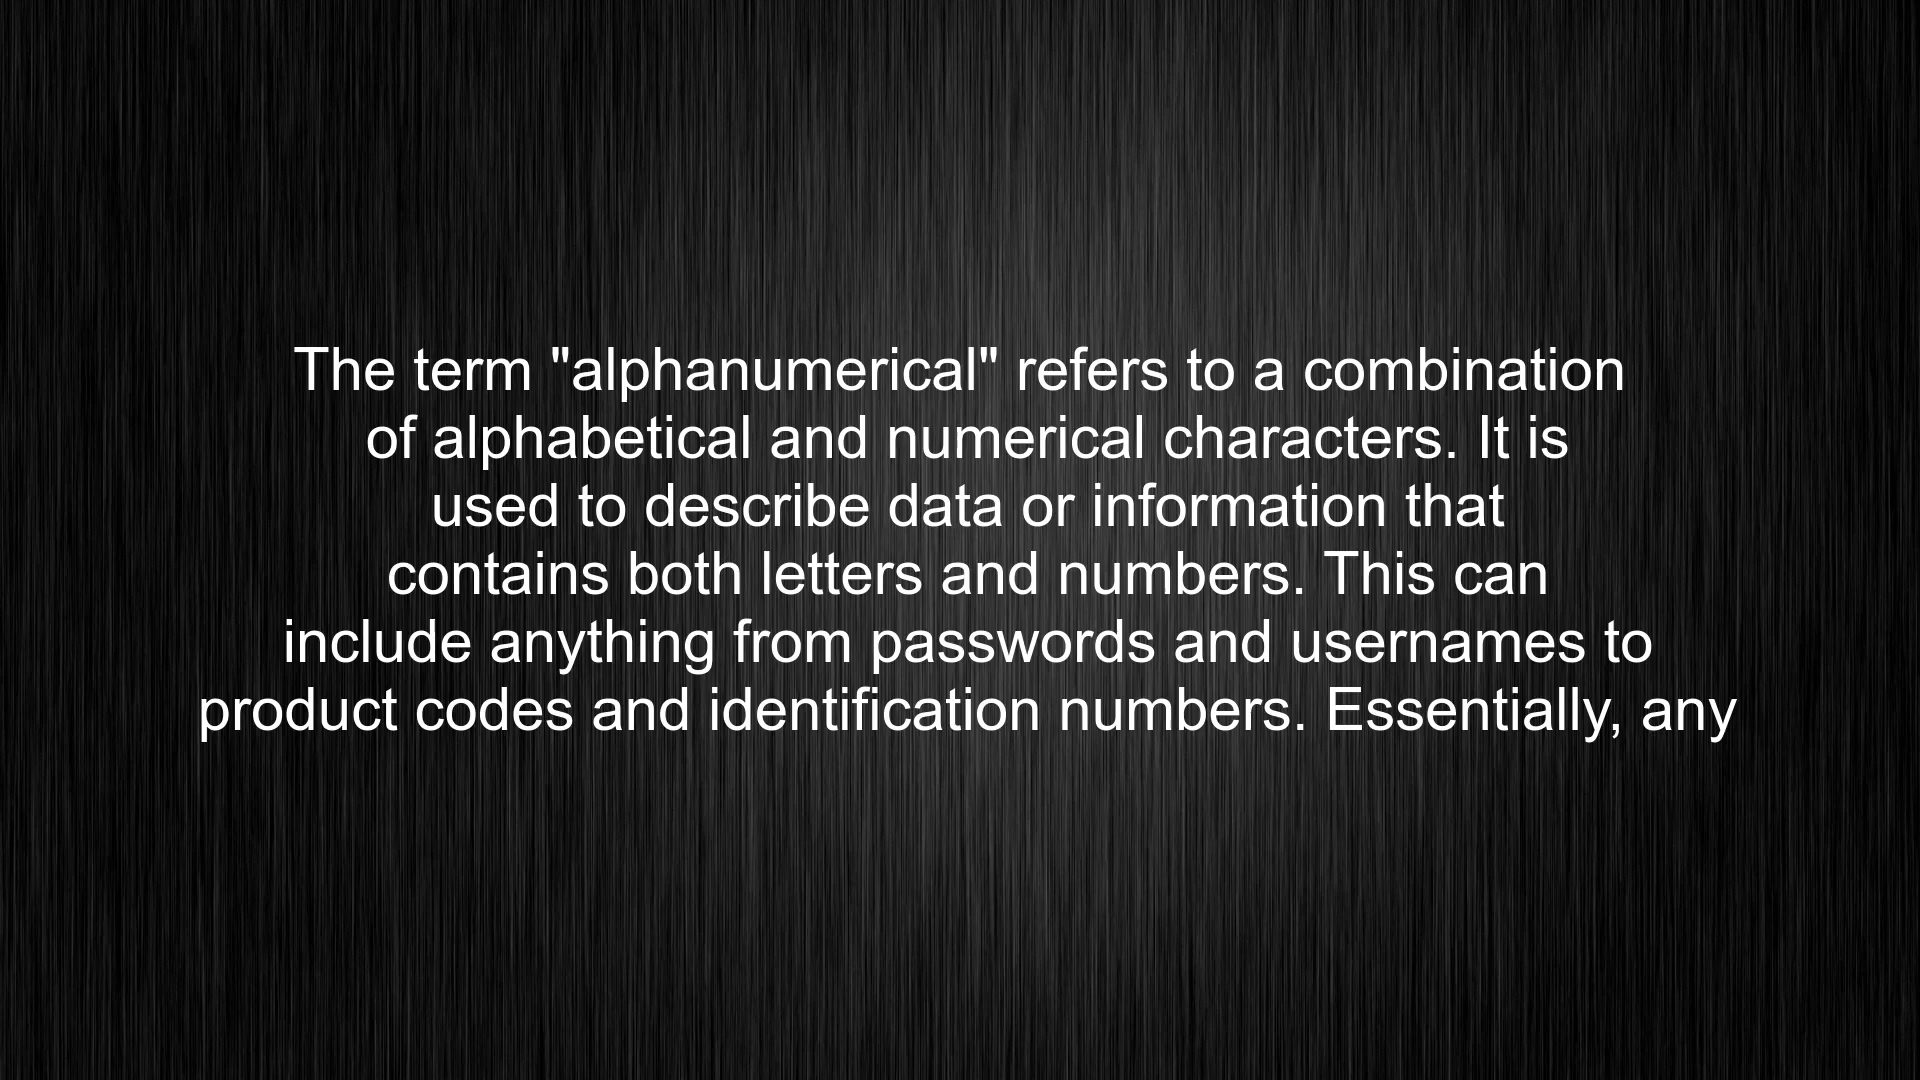 The term "alphanumerical" refers to a combination
of alphabetical and numerical characters. It is
used to describe data or information that
contains both letters and numbers. This can
include anything from passwords and usernames to
product codes and identification numbers. Essentially, any